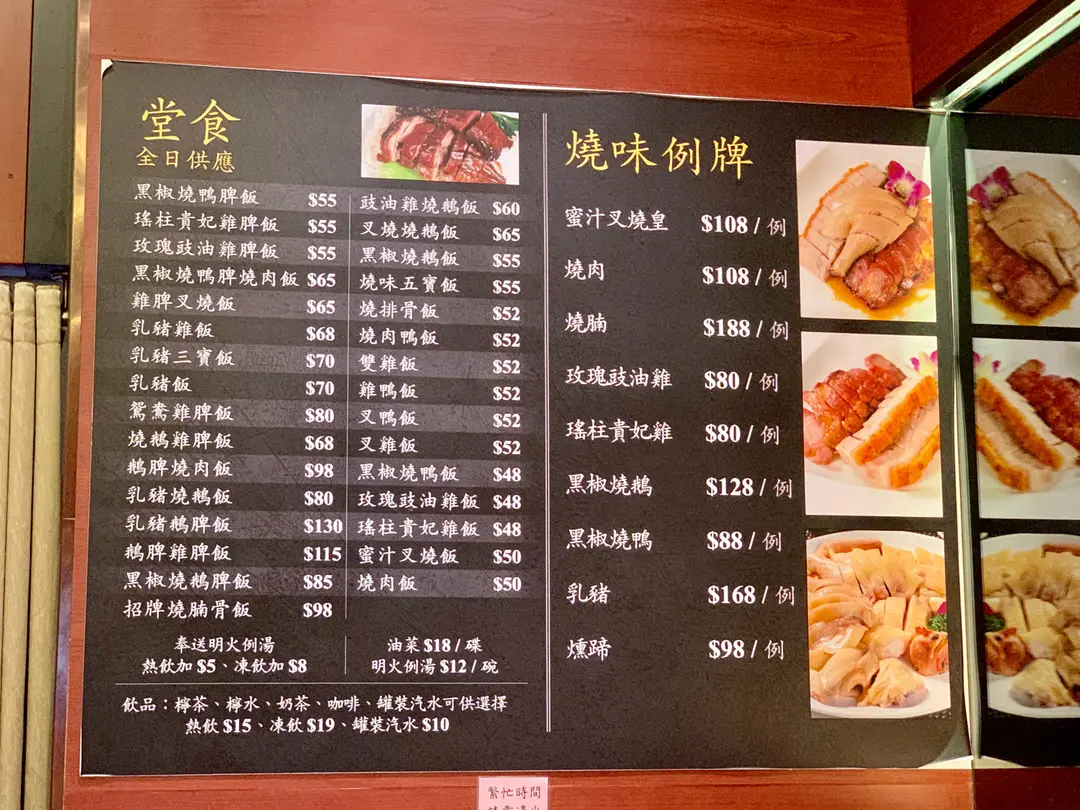 堂食
全日供應
黑椒燒鴨脾飯 $55
瑤柱貴妃雞脾飯 $55
玫瑰豉油雞脾飯 $55
黑椒燒鴨脾燒肉飯 $65
雞脾叉燒飯 $65
乳豬雞飯 $68
乳豬三寶飯 $70
乳豬飯 $70
鴛鴦雞脾飯 $80
燒鵝雞脾飯 $68
鵝脾燒肉飯 $98
乳豬燒鵝飯 $80
乳豬鵝脾飯 $130
鵝脾雞脾飯 $115
黑椒燒鵝脾飯 $85
招牌燒腩骨飯 $98
豉油雞燒鵝飯 $60
叉燒燒鵝飯 $65
黑椒燒鵝飯 $55
燒味五寶飯 $55
燒排骨飯 $52
燒肉鴨飯 $52
雙雞飯 $52
雞鴨飯 $52
叉鴨飯 $52
叉雞飯 $52
黑椒燒鴨飯 $48
玫瑰豉油雞飯 $48
瑤柱貴妃雞飯 $48
蜜汁叉燒飯 $50
燒肉飯 $50
奉送明火例湯
熱飲加 $5、凍飲加 $8
油菜 $18 / 碟
明火例湯 $12 / 碗
飲品：檸茶、檸水、奶茶、咖啡、罐裝汽水可供選擇
熱飲 $15、凍飲 $19、罐裝汽水 $10
燒味例牌
蜜汁叉燒皇 $108 / 例
燒肉 $108 / 例
燒腩 $188 / 例
玫瑰豉油雞 $80 / 例
瑤柱貴妃雞 $80 / 例
黑椒燒鵝 $128 / 例
黑椒燒鴨 $88 / 例
乳豬 $168 / 例
燻蹄 $98 / 例
繁忙時間